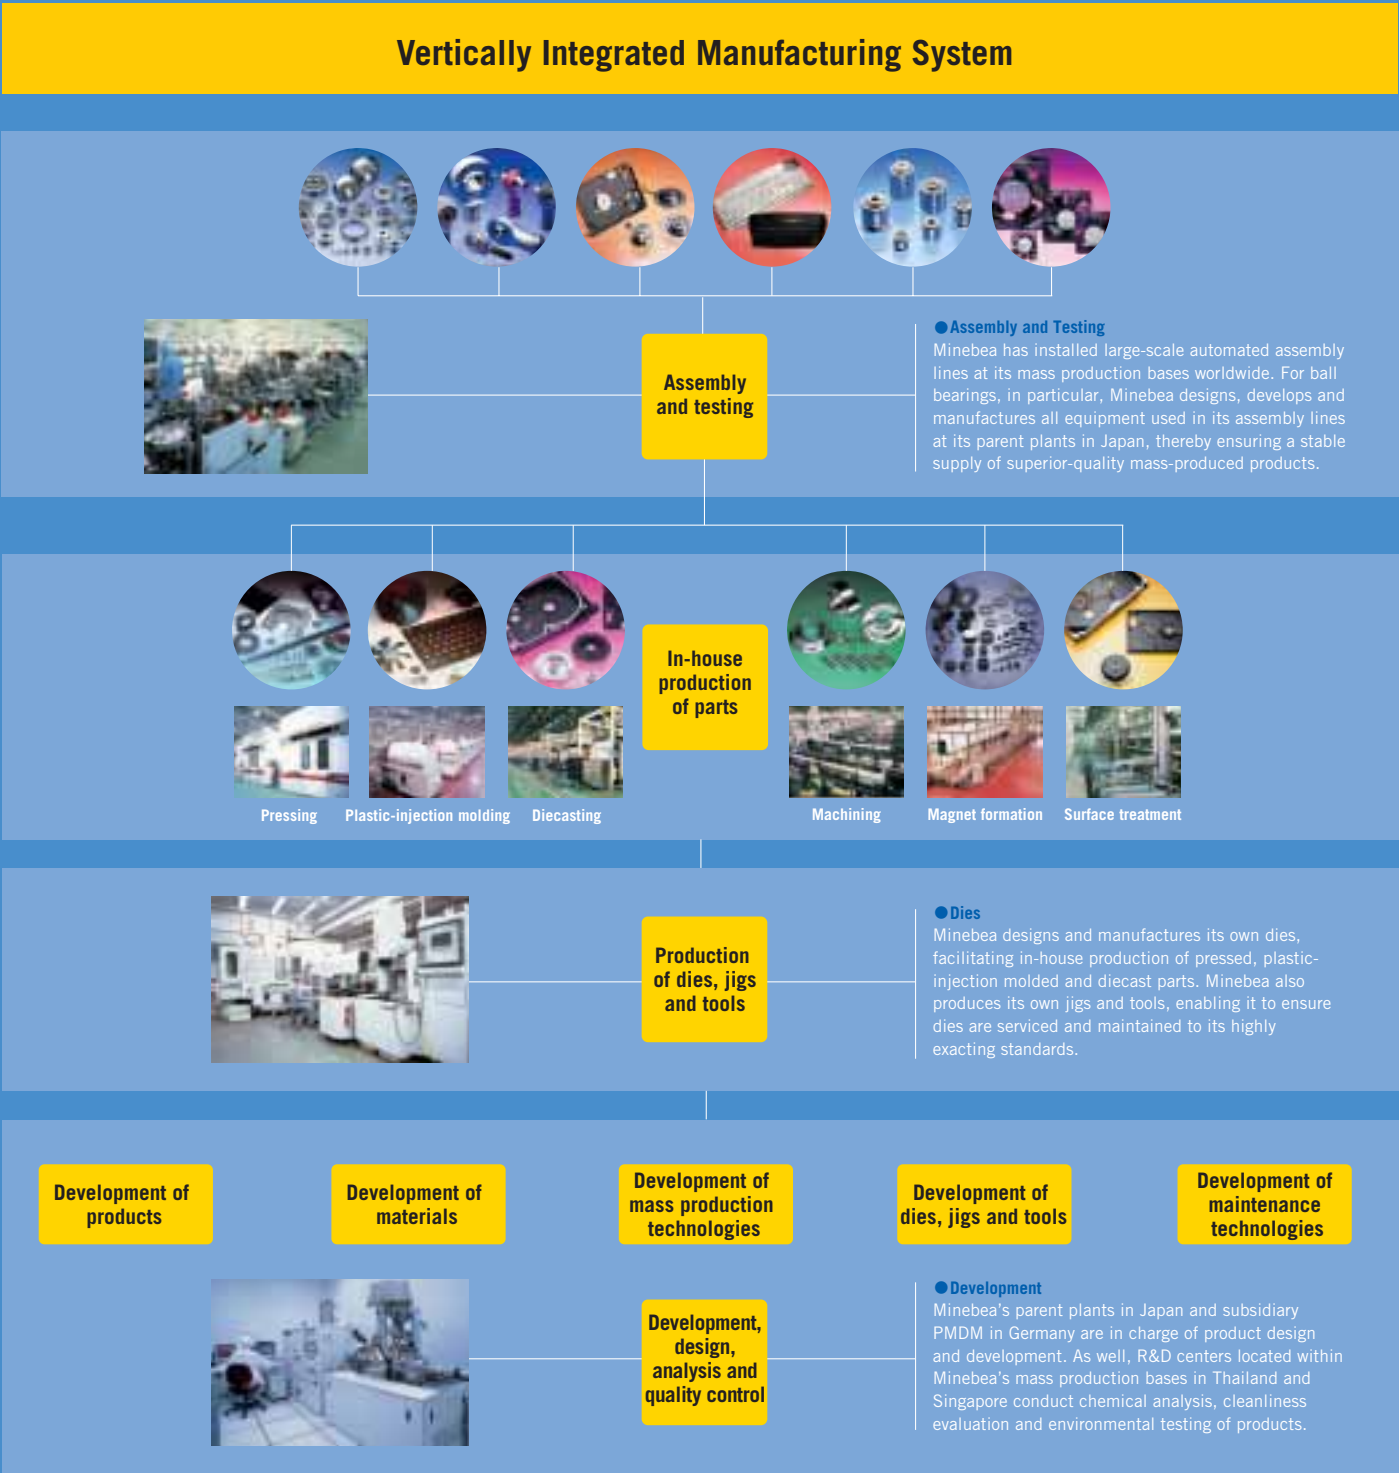 Vertically Integrated Manufacturing System
Assembly
and testing
●Assembly and Testing
Minebea has installed large-scale automated assembly
lines at its mass production bases worldwide. For ball
bearings, in particular, Minebea designs, develops and
manufactures all equipment used in its assembly lines
at its parent plants in Japan, thereby ensuring a stable
supply of superior-quality mass-produced products.
In-house
production
of parts
Pressing
Plastic-injection molding
Diecasting
Machining
Magnet formation
Surface treatment
Production
of dies, jigs
and tools
●Dies
Minebea designs and manufactures its own dies,
facilitating in-house production of pressed, plastic-
injection molded and diecast parts. Minebea also
produces its own jigs and tools, enabling it to ensure
dies are serviced and maintained to its highly
exacting standards.
Development of
products
Development of
materials
Development of
mass production
technologies
Development of
dies, jigs and tools
Development of
maintenance
technologies
Development,
design,
analysis and
quality control
●Development
Minebea’s parent plants in Japan and subsidiary
PMDM in Germany are in charge of product design
and development. As well, R&D centers located within
Minebea’s mass production bases in Thailand and
Singapore conduct chemical analysis, cleanliness
evaluation and environmental testing of products.